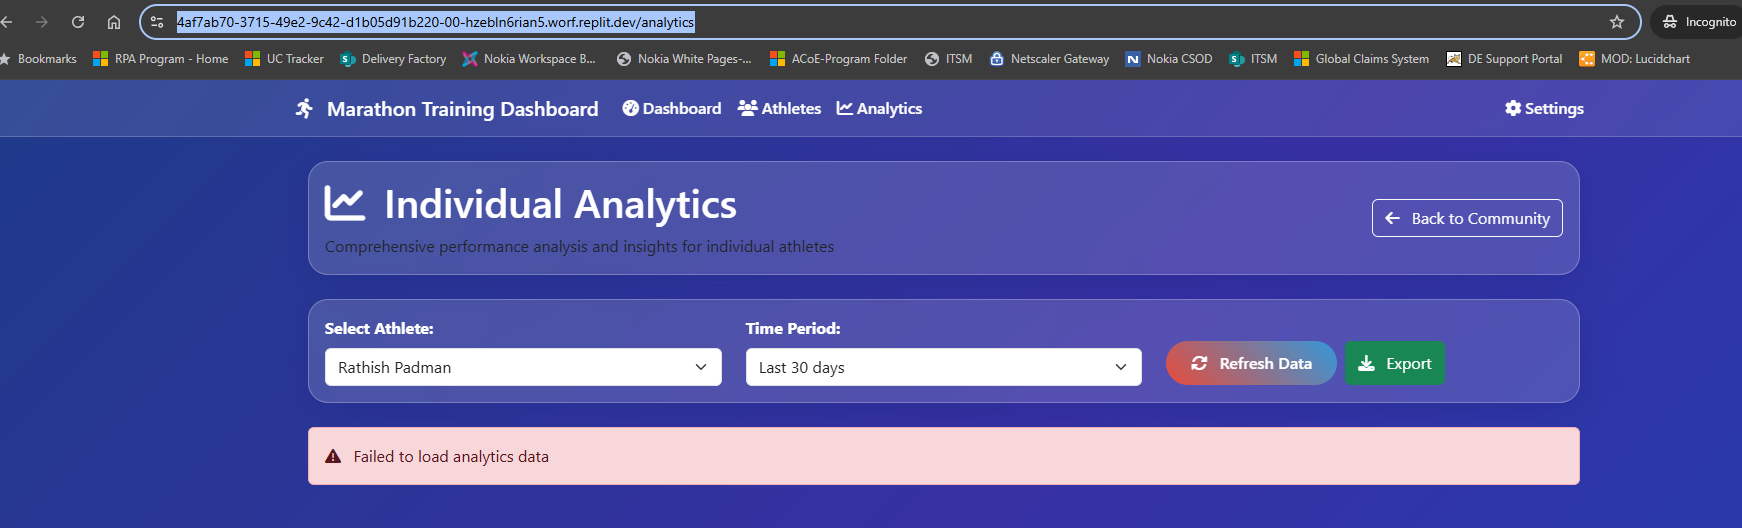 4af7ab70-3715-49e2-9c42-d1b05d91b220-00-hzebln6rian5.worf.replit.dev/analytics
Incognito
Bookmarks RPA Program - Home UC Tracker Delivery Factory Nokia Workspace B... Nokia White Pages-... ACoE-Program Folder ITSM Netscaler Gateway Nokia CSOD ITSM Global Claims System DE Support Portal MOD: Lucidchart
Marathon Training Dashboard Dashboard Athletes Analytics Settings
Individual Analytics
Back to Community
Comprehensive performance analysis and insights for individual athletes
Select Athlete: Time Period:
Rathish Padman Last 30 days Refresh Data Export
Failed to load analytics data